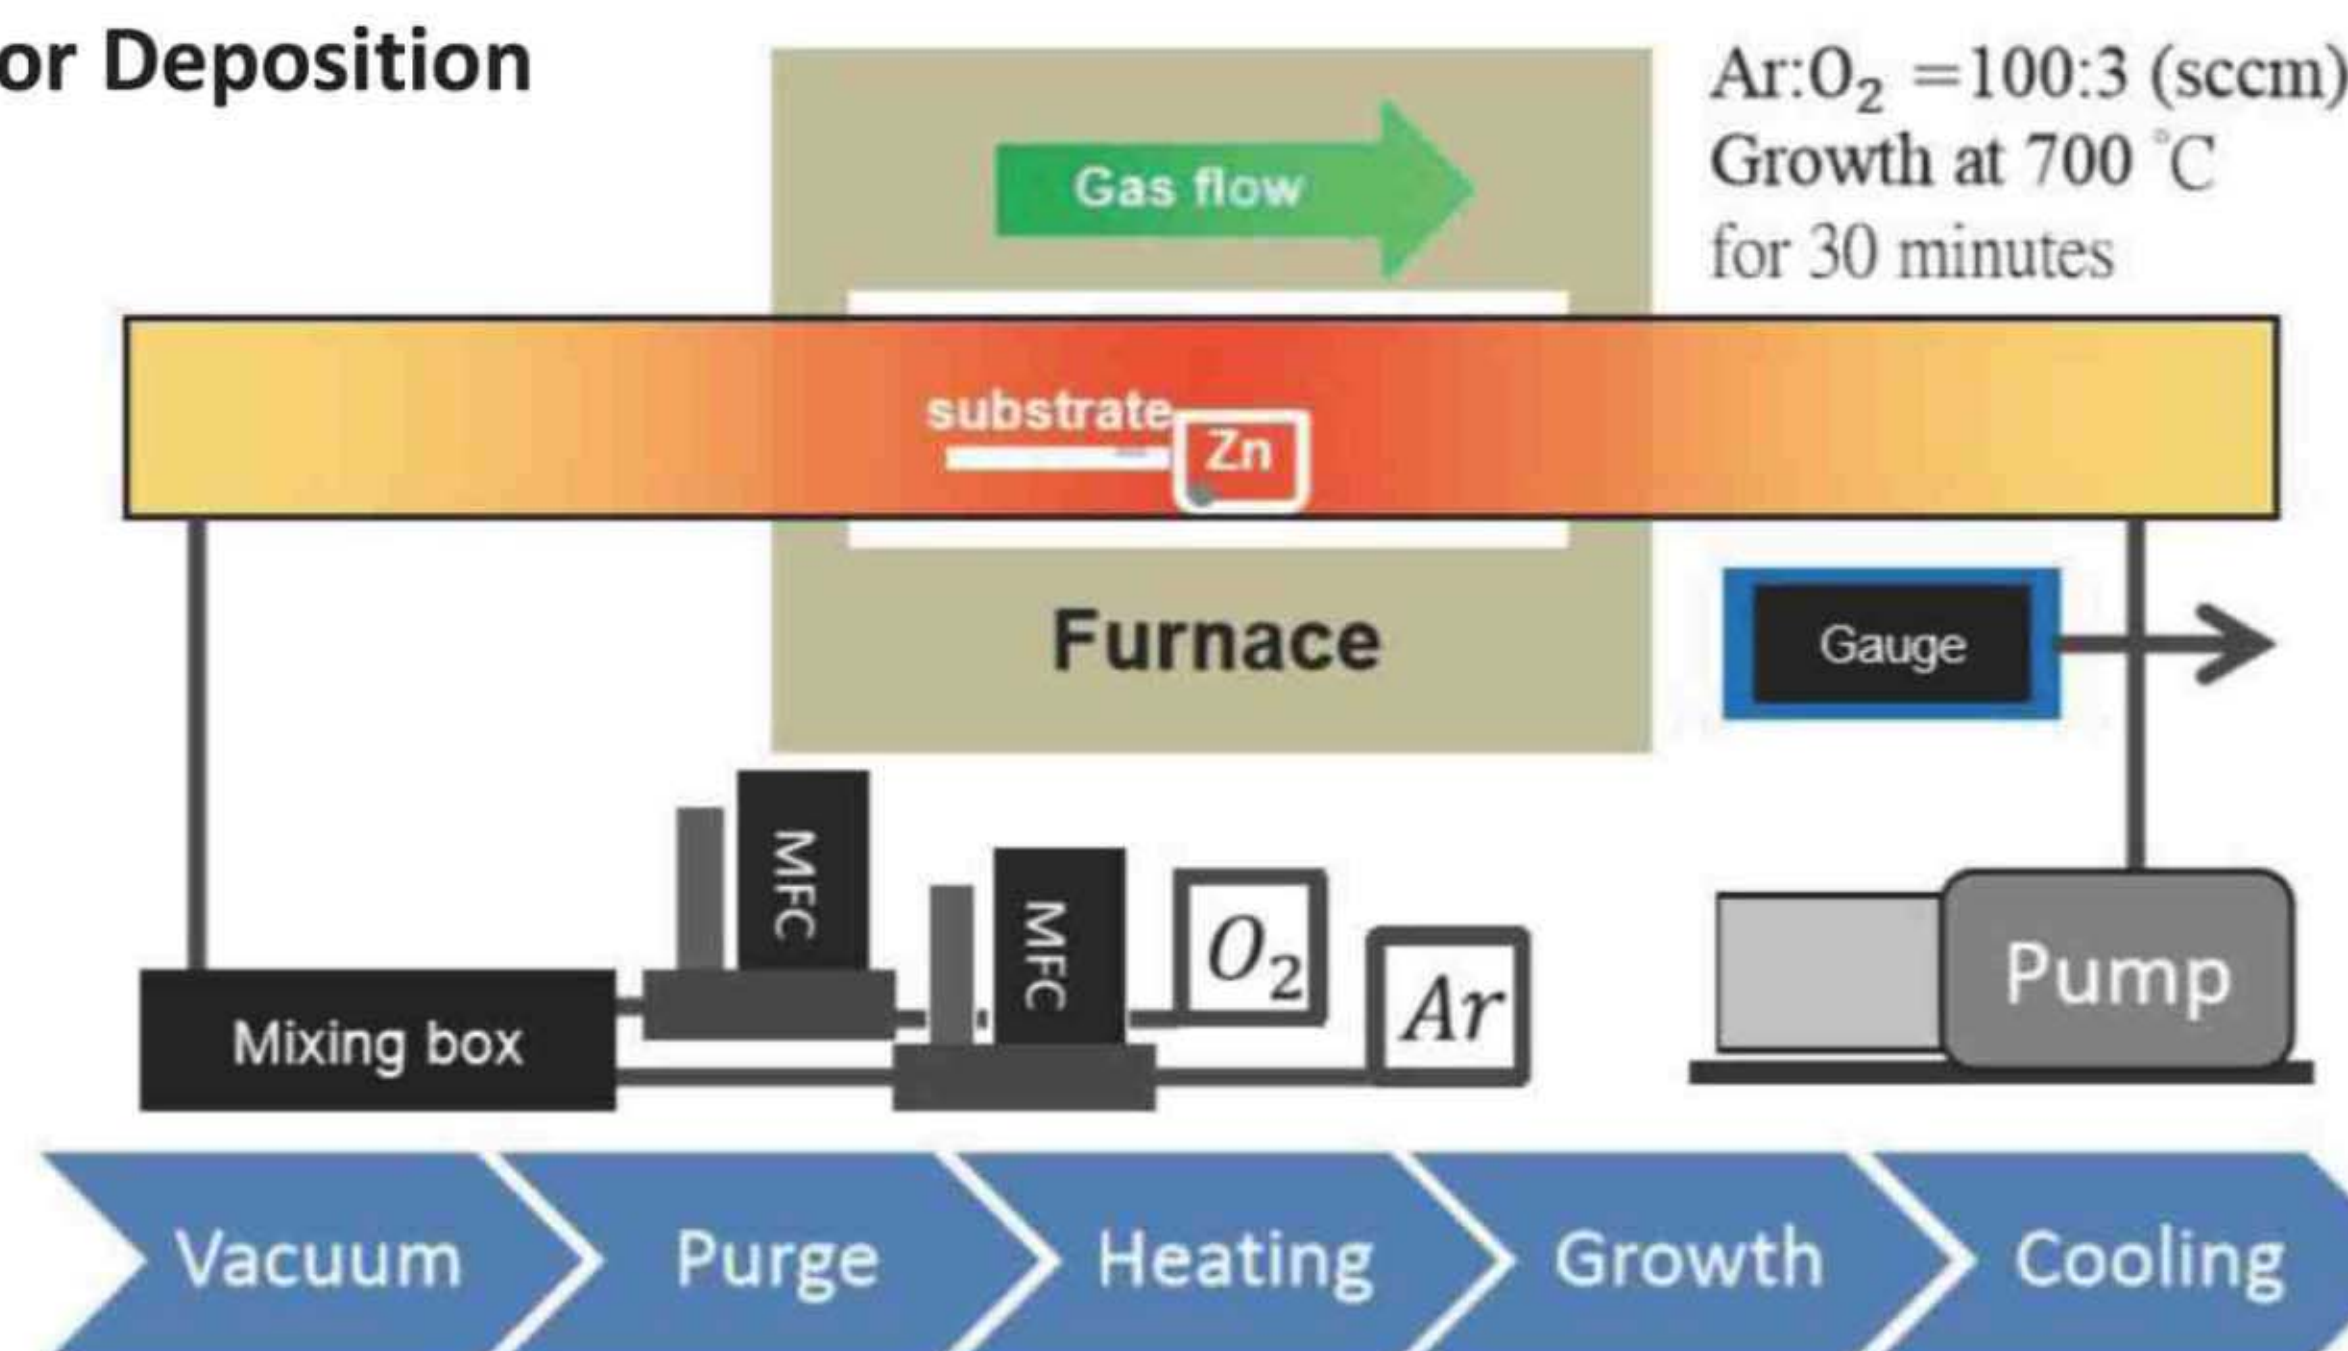 or Deposition
Ar:O₂ =100:3 (sccm)
Growth at 700 °C
for 30 minutes
Gas flow
substrate
Zn
Furnace
Gauge
MFC
MFC
O₂
Ar
Mixing box
Pump
Vacuum
Purge
Heating
Growth
Cooling